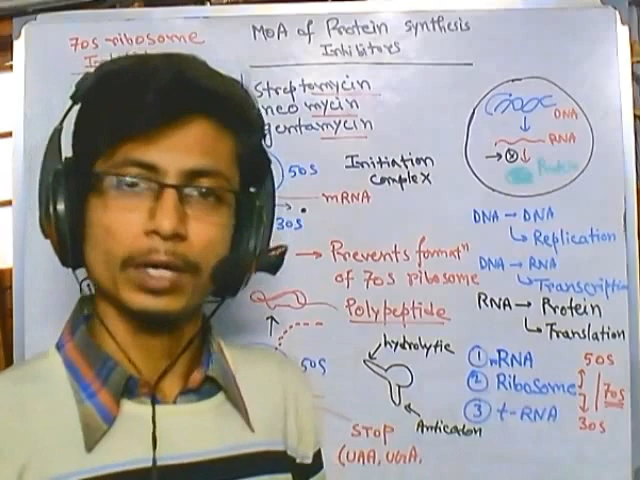 70s ribosome
MOA of Protein synthesis
Inhibitors
Streptomycin
neomycin
gentamycin
50S
mRNA
30S
Initiation
complex
→ Prevents formatⁿ
of 70s ribosome
Polypeptide
50S
hydrolytic
Anticodon
STOP
(UAA, UGA,
DNA
RNA
Protein
DNA → DNA
↳ Replication
DNA → RNA
↳ Transcription
RNA → Protein
↳ Translation
① mRNA
② Ribosome
③ t-RNA
50S
70s
30S